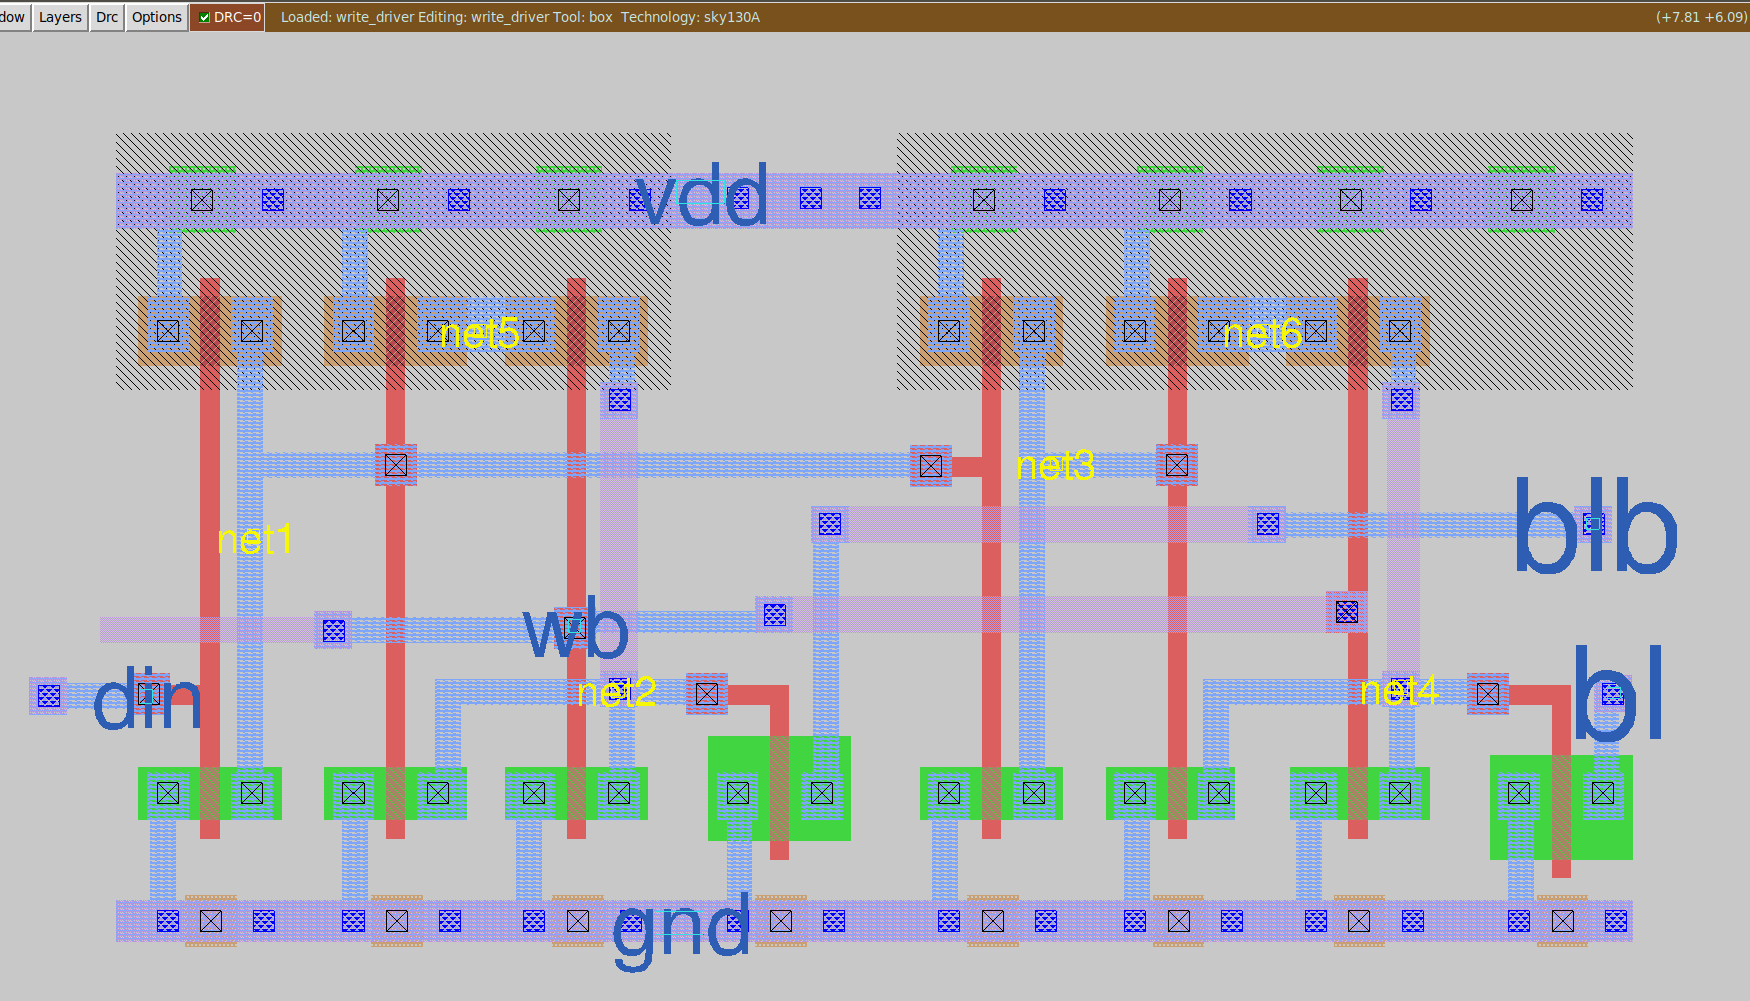 dow Layers Drc Options DRC=0 Loaded: write_driver Editing: write_driver Tool: box Technology: sky130A (+7.81 +6.09)
vdd
net5 net6
net3
blb
net1
wb
din net2 net4 bl
gnd